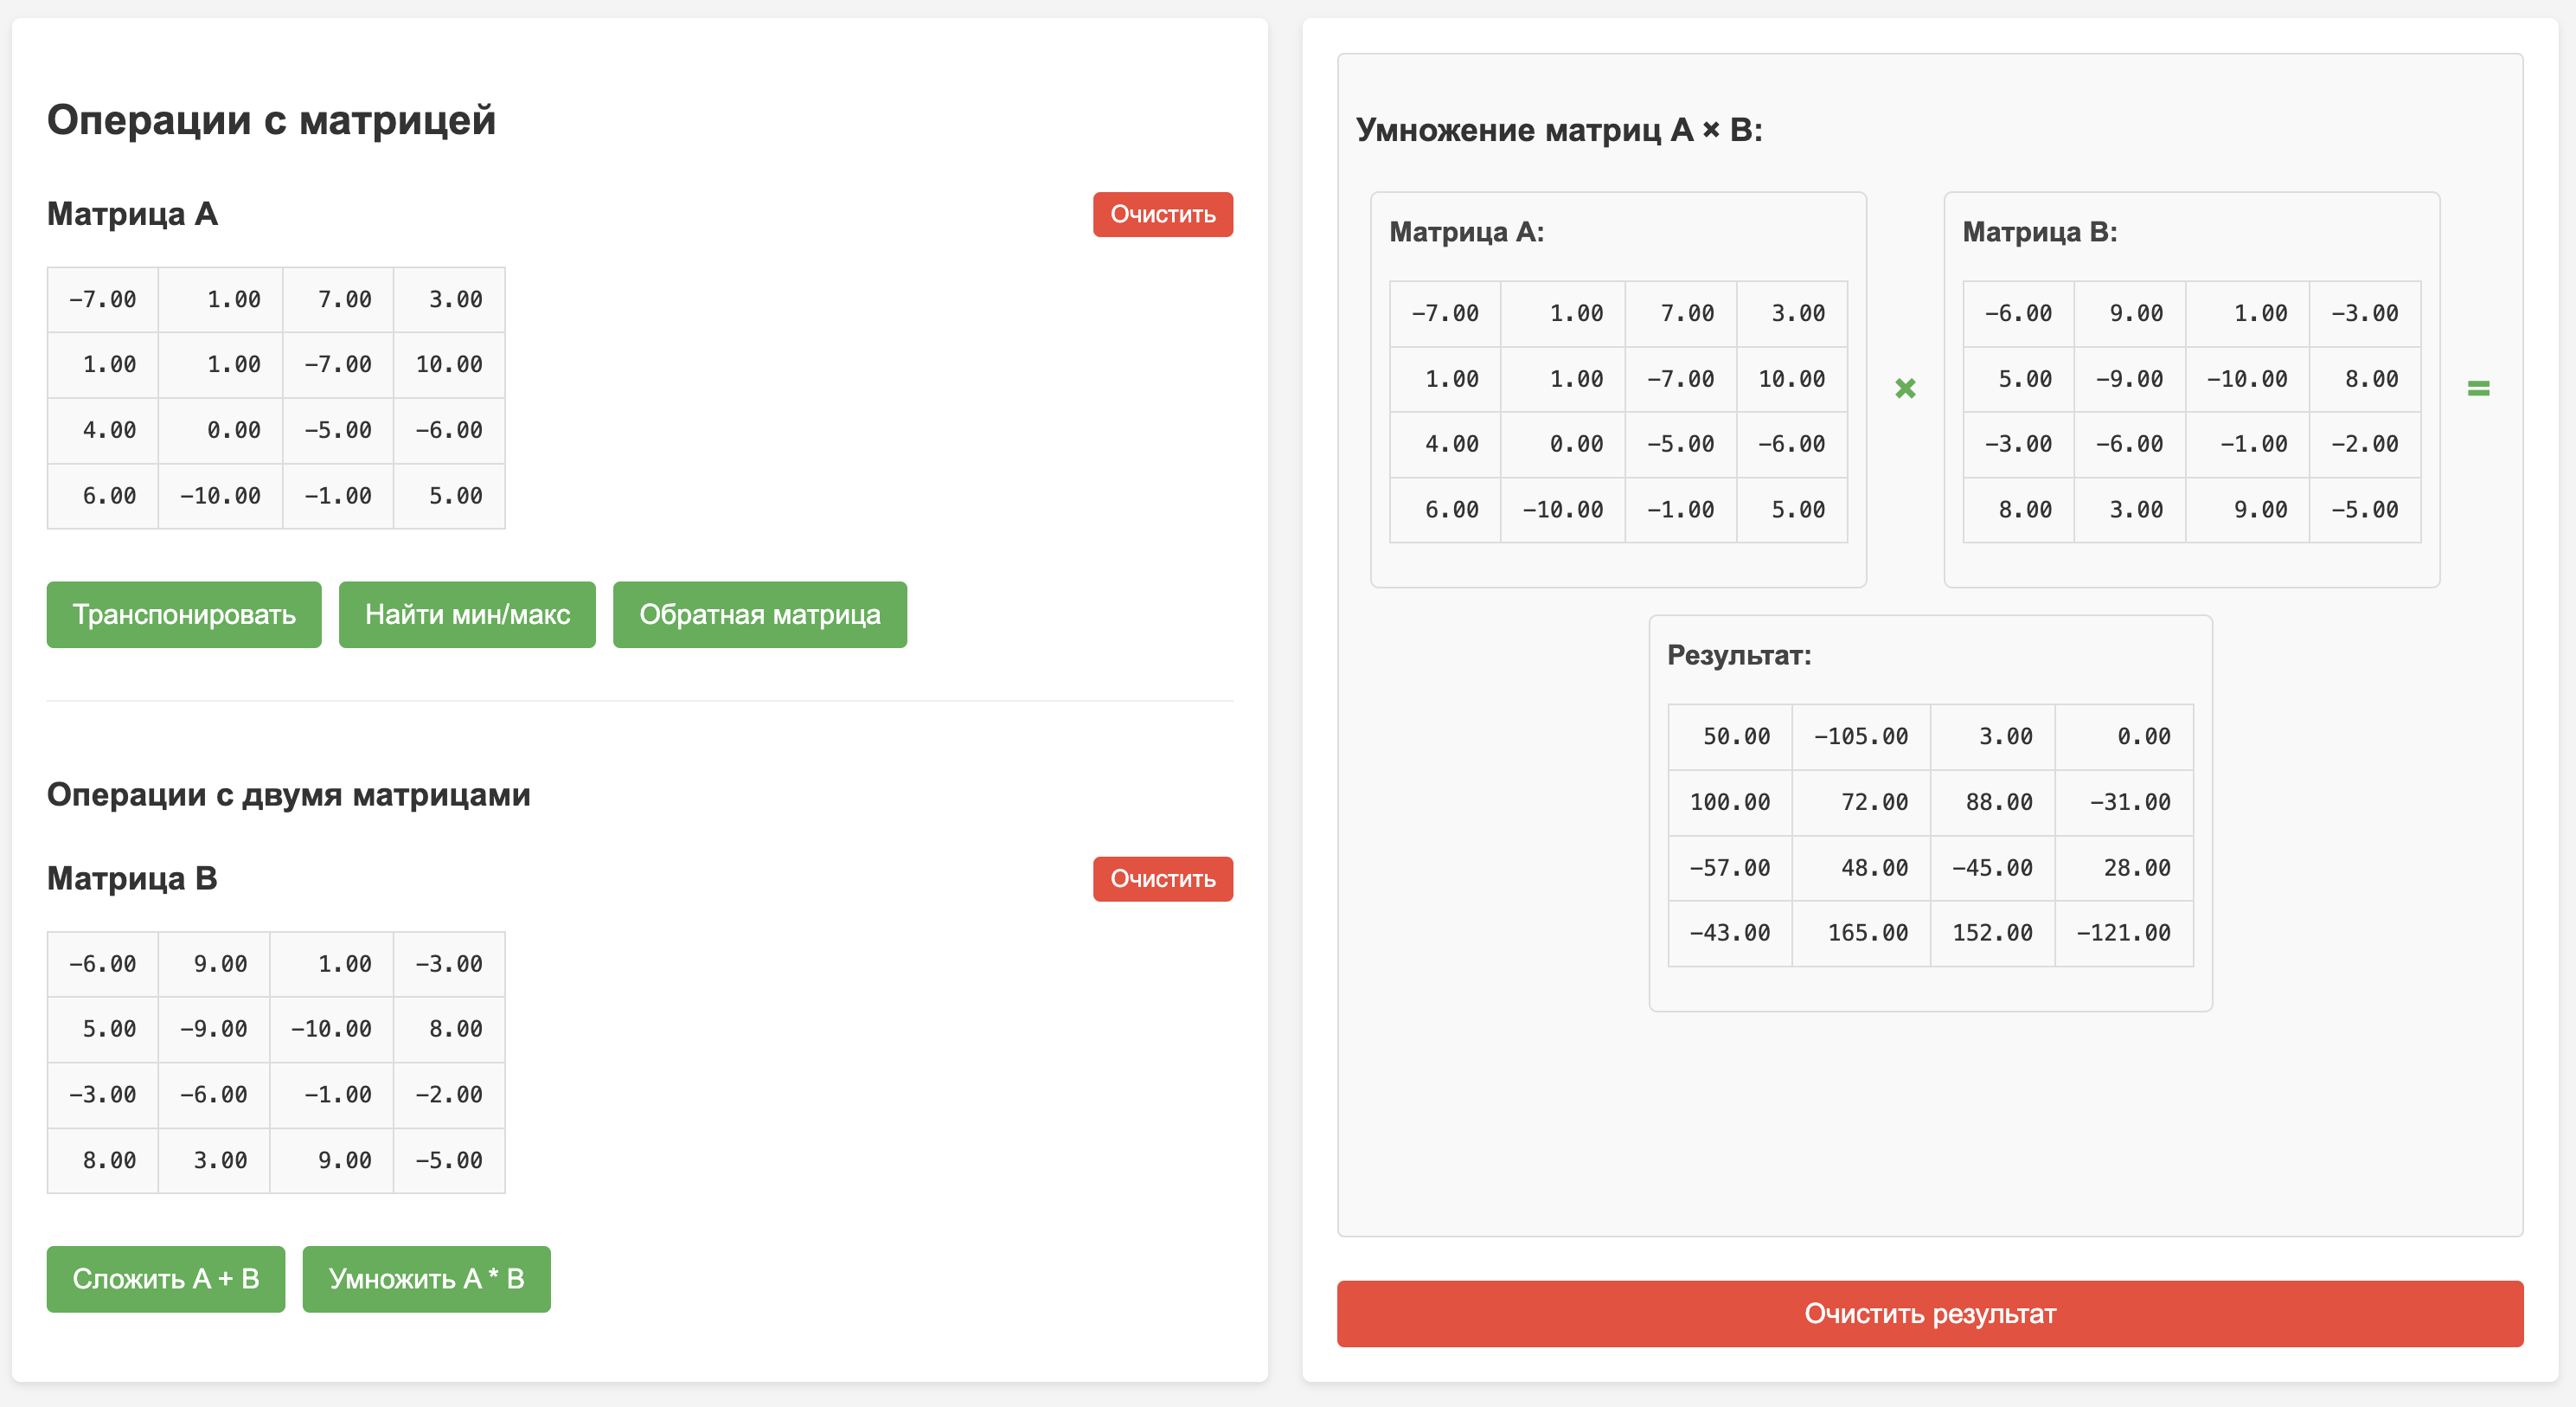 Операции с матрицей
Матрица A
Очистить
-7.00 1.00 7.00 3.00
1.00 1.00 -7.00 10.00
4.00 0.00 -5.00 -6.00
6.00 -10.00 -1.00 5.00
Транспонировать Найти мин/макс Обратная матрица
Операции с двумя матрицами
Матрица B
Очистить
-6.00 9.00 1.00 -3.00
5.00 -9.00 -10.00 8.00
-3.00 -6.00 -1.00 -2.00
8.00 3.00 9.00 -5.00
Сложить A + B Умножить A * B
Умножение матриц A × B:
Матрица A:
-7.00 1.00 7.00 3.00
1.00 1.00 -7.00 10.00
4.00 0.00 -5.00 -6.00
6.00 -10.00 -1.00 5.00
×
Матрица B:
-6.00 9.00 1.00 -3.00
5.00 -9.00 -10.00 8.00
-3.00 -6.00 -1.00 -2.00
8.00 3.00 9.00 -5.00
=
Результат:
50.00 -105.00 3.00 0.00
100.00 72.00 88.00 -31.00
-57.00 48.00 -45.00 28.00
-43.00 165.00 152.00 -121.00
Очистить результат